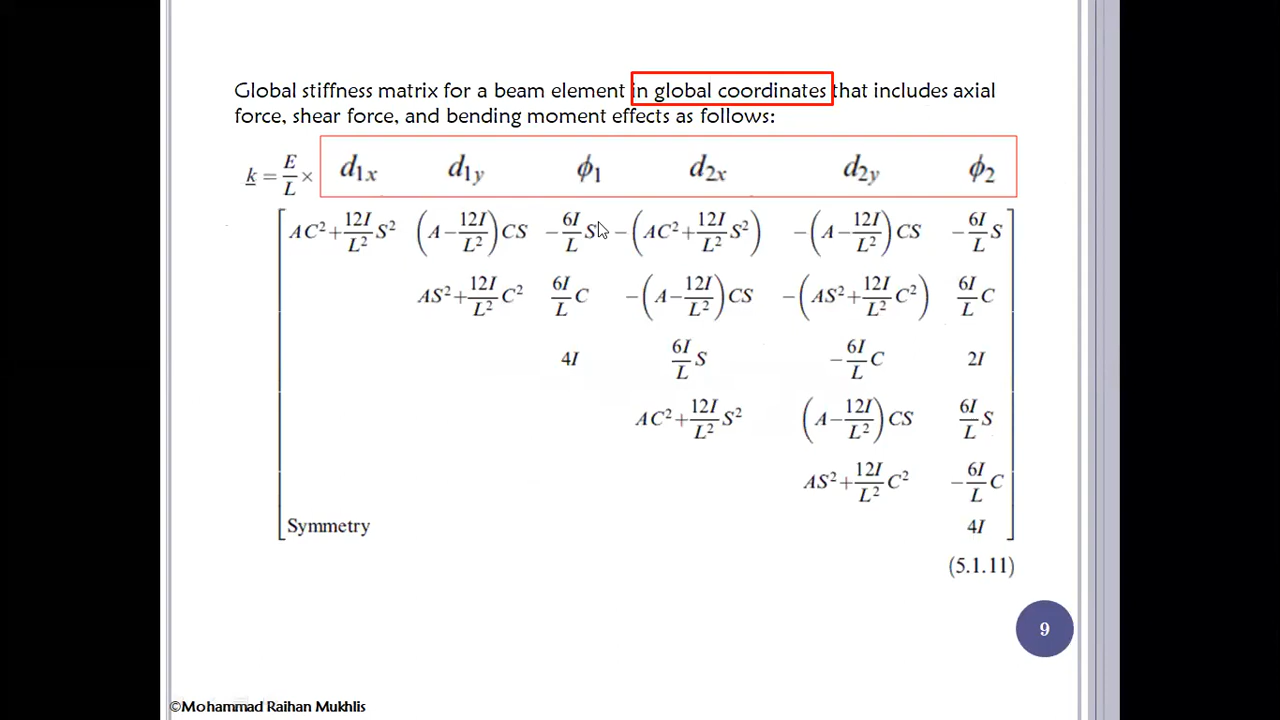 Global stiffness matrix for a beam element in global coordinates that includes axial
force, shear force, and bending moment effects as follows:
k = E/L × d1x d1y ϕ1 d2x d2y ϕ2
AC² + 12I/L² S² (A − 12I/L²)CS − 6I/L S −(AC² + 12I/L² S²) −(A − 12I/L²)CS − 6I/L S
AS² + 12I/L² C² 6I/L C −(A − 12I/L²)CS −(AS² + 12I/L² C²) 6I/L C
4I 6I/L S − 6I/L C 2I
AC² + 12I/L² S² (A − 12I/L²)CS 6I/L S
AS² + 12I/L² C² − 6I/L C
Symmetry 4I
(5.1.11)
9
©Mohammad Raihan Mukhlis